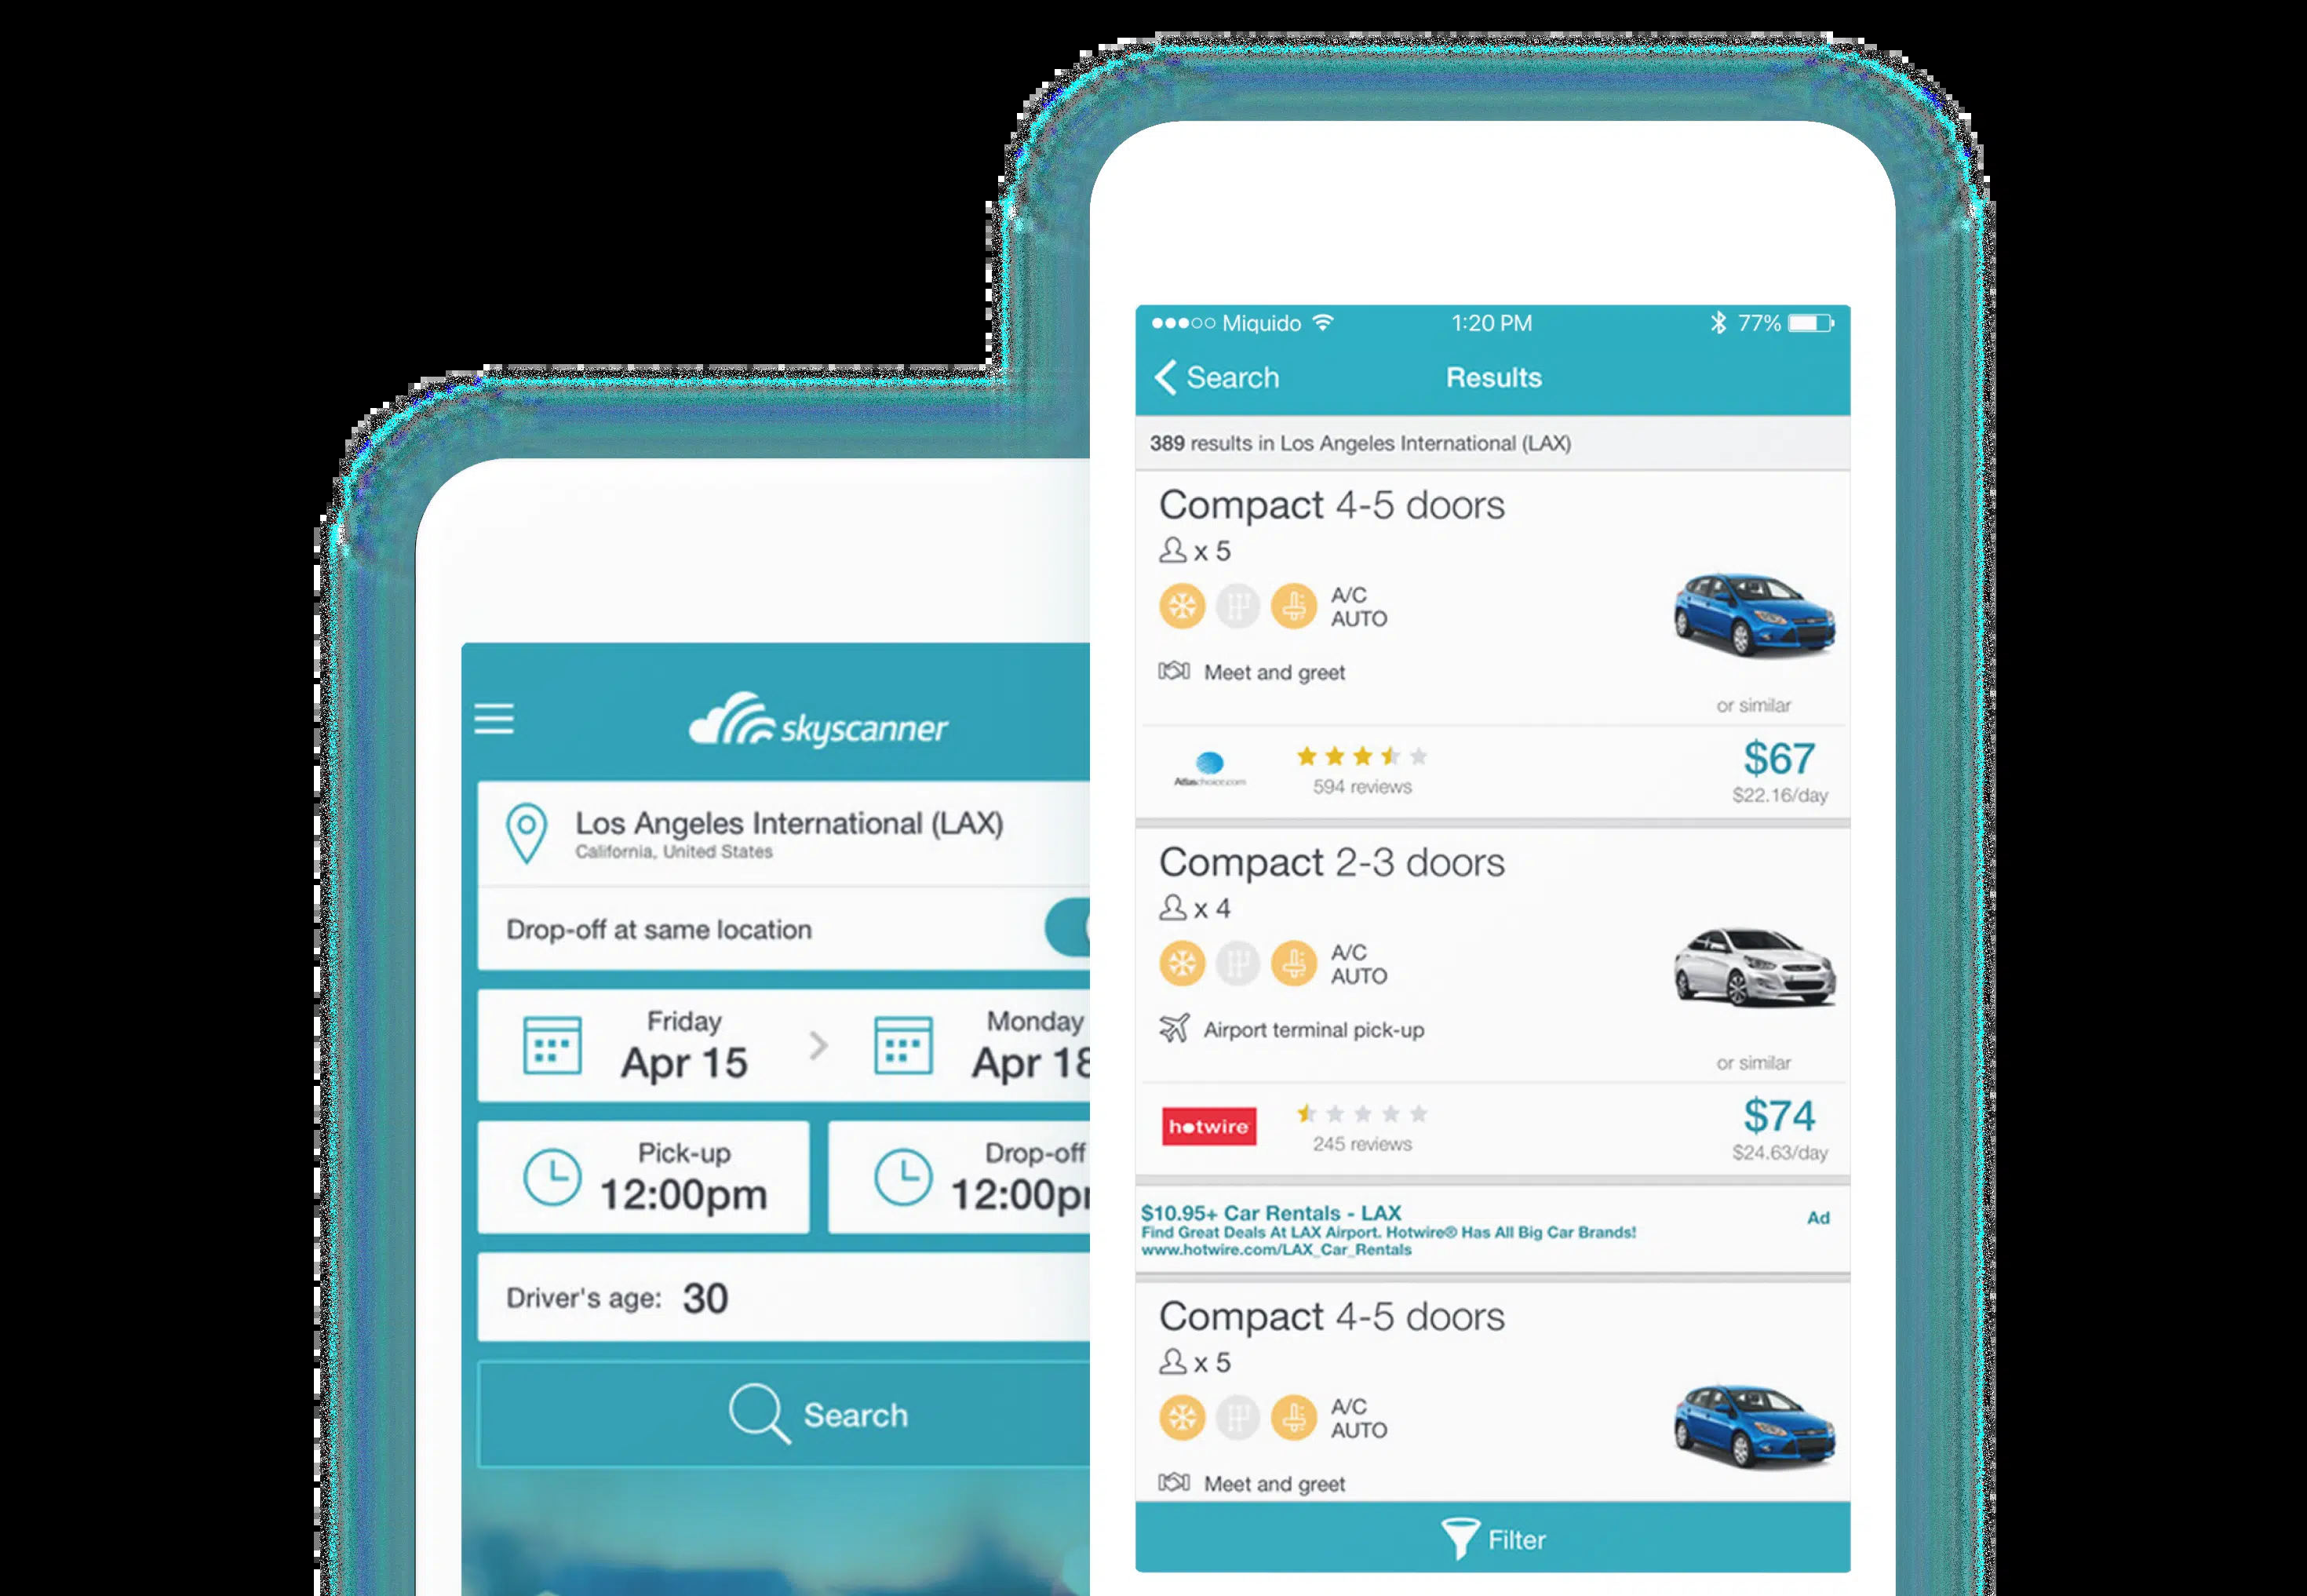 skyscanner
Los Angeles International (LAX)
California, United States
Drop-off at same location
Friday
Apr 15
Monday
Apr 18
Pick-up
12:00pm
Drop-off
12:00p
Driver's age: 30
Search
Miquido
1:20 PM
77%
Search
Results
389 results in Los Angeles International (LAX)
Compact 4-5 doors
x 5
A/C
AUTO
Meet and greet
or similar
Atlaschoice.com
594 reviews
$67
$22.16/day
Compact 2-3 doors
x 4
A/C
AUTO
Airport terminal pick-up
or similar
hotwire
245 reviews
$74
$24.63/day
$10.95+ Car Rentals - LAX
Ad
Find Great Deals At LAX Airport. Hotwire® Has All Big Car Brands!
www.hotwire.com/LAX_Car_Rentals
Compact 4-5 doors
x 5
A/C
AUTO
Meet and greet
Filter